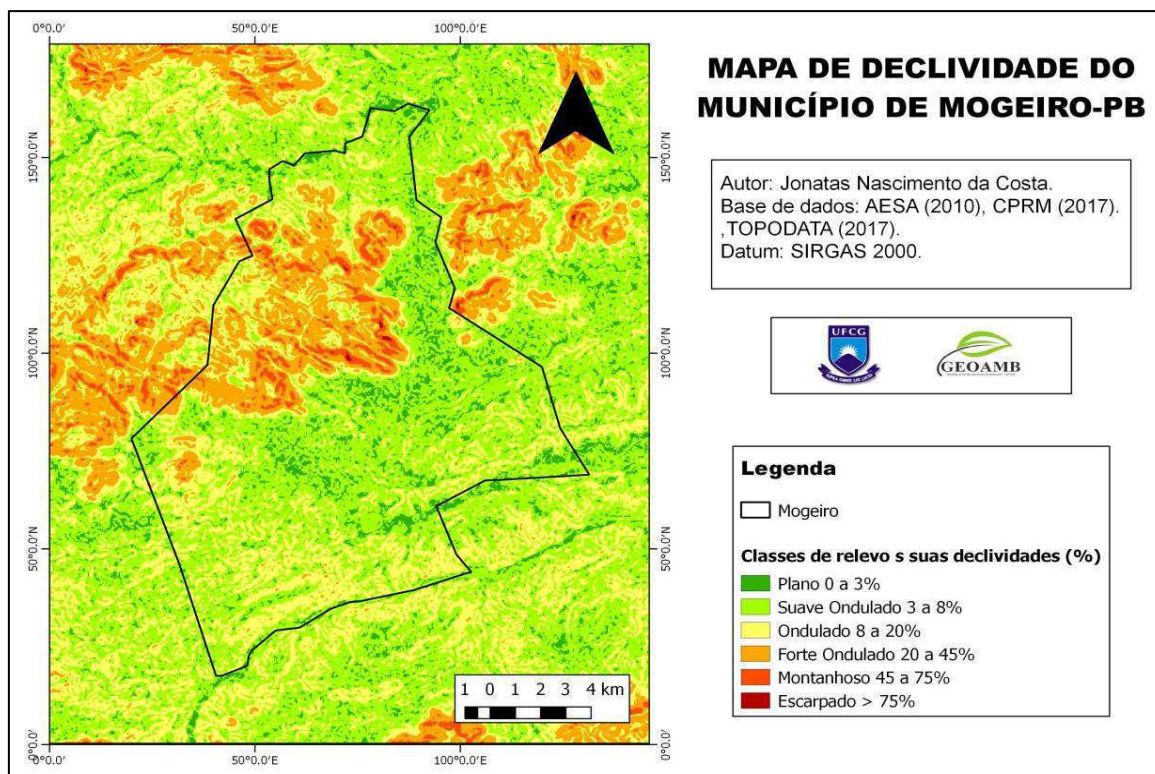 0°0.0'
50°0.0'E
100°0.0'E
150°0.0'N
100°0.0'N
50°0.0'N
0°0.0'
150°0.0'N
100°0.0'N
50°0.0'N
0°0.0'
1 0 1 2 3 4 km
0°0.0'
50°0.0'E
100°0.0'E
MAPA DE DECLIVIDADE DO
MUNICÍPIO DE MOGEIRO-PB
Autor: Jonatas Nascimento da Costa.
Base de dados: AESA (2010), CPRM (2017).
,TOPODATA (2017).
Datum: SIRGAS 2000.
UFCG
GEOAMB
Legenda
Mogeiro
Classes de relevo s suas declividades (%)
Plano 0 a 3%
Suave Ondulado 3 a 8%
Ondulado 8 a 20%
Forte Ondulado 20 a 45%
Montanhoso 45 a 75%
Escarpado > 75%